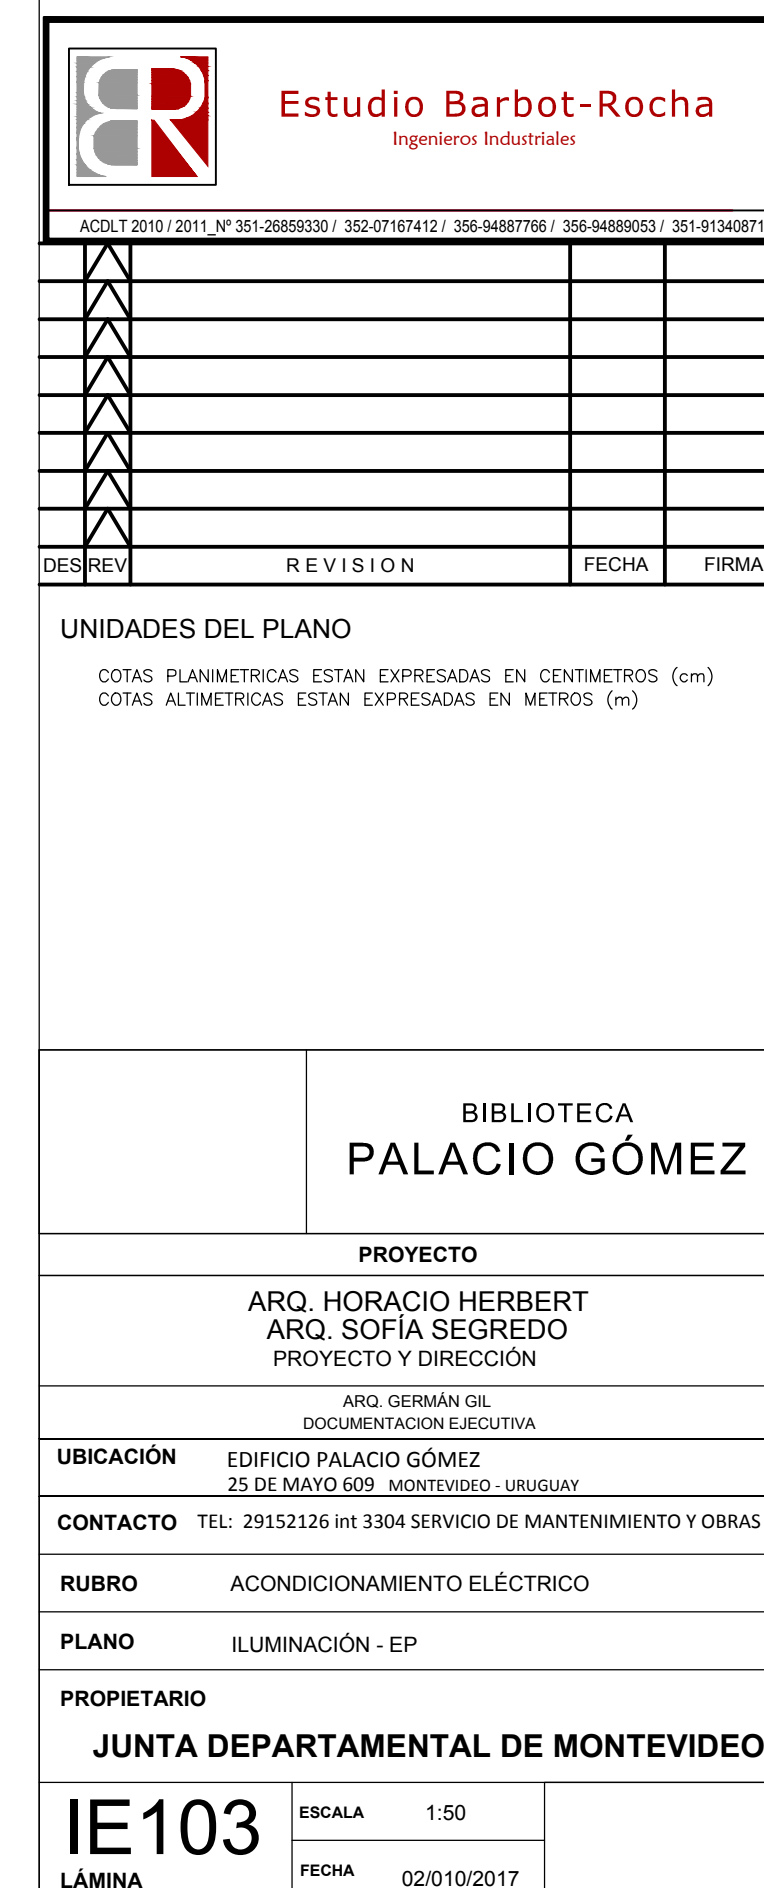 BR
Estudio Barbot-Rocha
Ingenieros Industriales
ACDLT 2010 / 2011_Nº 351-26859330 / 352-07167412 / 356-94887766 / 356-94889053 / 351-91340871
DES REV REVISION FECHA FIRMA
UNIDADES DEL PLANO
COTAS PLANIMETRICAS ESTAN EXPRESADAS EN CENTIMETROS (cm)
COTAS ALTIMETRICAS ESTAN EXPRESADAS EN METROS (m)
BIBLIOTECA
PALACIO GÓMEZ
PROYECTO
ARQ. HORACIO HERBERT
ARQ. SOFÍA SEGREDO
PROYECTO Y DIRECCIÓN
ARQ. GERMÁN GIL
DOCUMENTACION EJECUTIVA
UBICACIÓN EDIFICIO PALACIO GÓMEZ
25 DE MAYO 609 MONTEVIDEO - URUGUAY
CONTACTO TEL: 29152126 int 3304 SERVICIO DE MANTENIMIENTO Y OBRAS
RUBRO ACONDICIONAMIENTO ELÉCTRICO
PLANO ILUMINACIÓN - EP
PROPIETARIO
JUNTA DEPARTAMENTAL DE MONTEVIDEO
IE103
LÁMINA
ESCALA 1:50
FECHA 02/010/2017